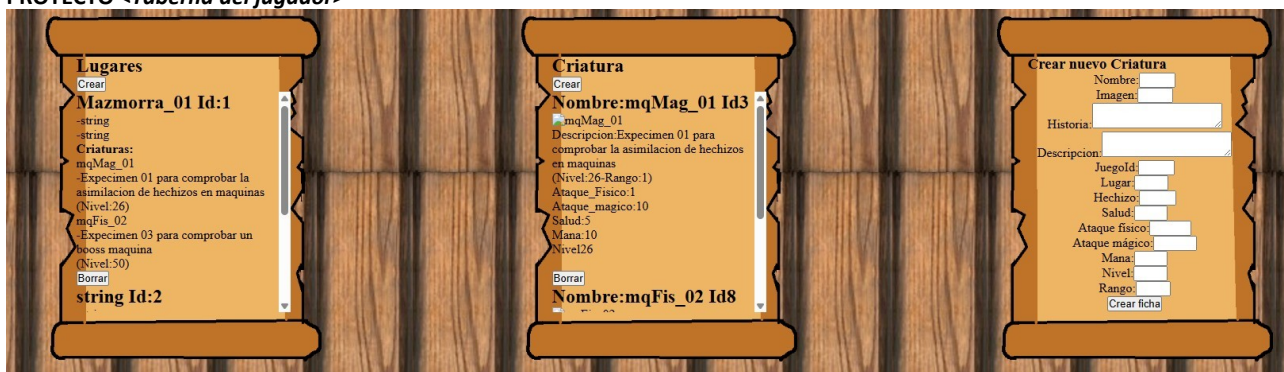 PROYECTO <Taberna del jugador>
Lugares
Crear
Mazmorra_01 Id:1
-string
-string
Criaturas:
mqMag_01
-Expecimen 01 para comprobar la
asimilacion de hechizos en maquinas
(Nivel:26)
mqFis_02
-Expecimen 03 para comprobar un
booss maquina
(Nivel:50)
Borrar
string Id:2
Criatura
Crear
Nombre:mqMag_01 Id3
mqMag_01
Descripcion:Expecimen 01 para
comprobar la asimilacion de hechizos
en maquinas
(Nivel:26-Rango:1)
Ataque_Fisico:1
Ataque_magico:10
Salud:5
Mana:10
Nivel26
Borrar
Nombre:mqFis_02 Id8
Crear nuevo Criatura
Nombre:
Imagen:
Historia:
Descripcion:
JuegoId:
Lugar:
Hechizo:
Salud:
Ataque físico:
Ataque mágico:
Mana:
Nivel:
Rango:
Crear ficha